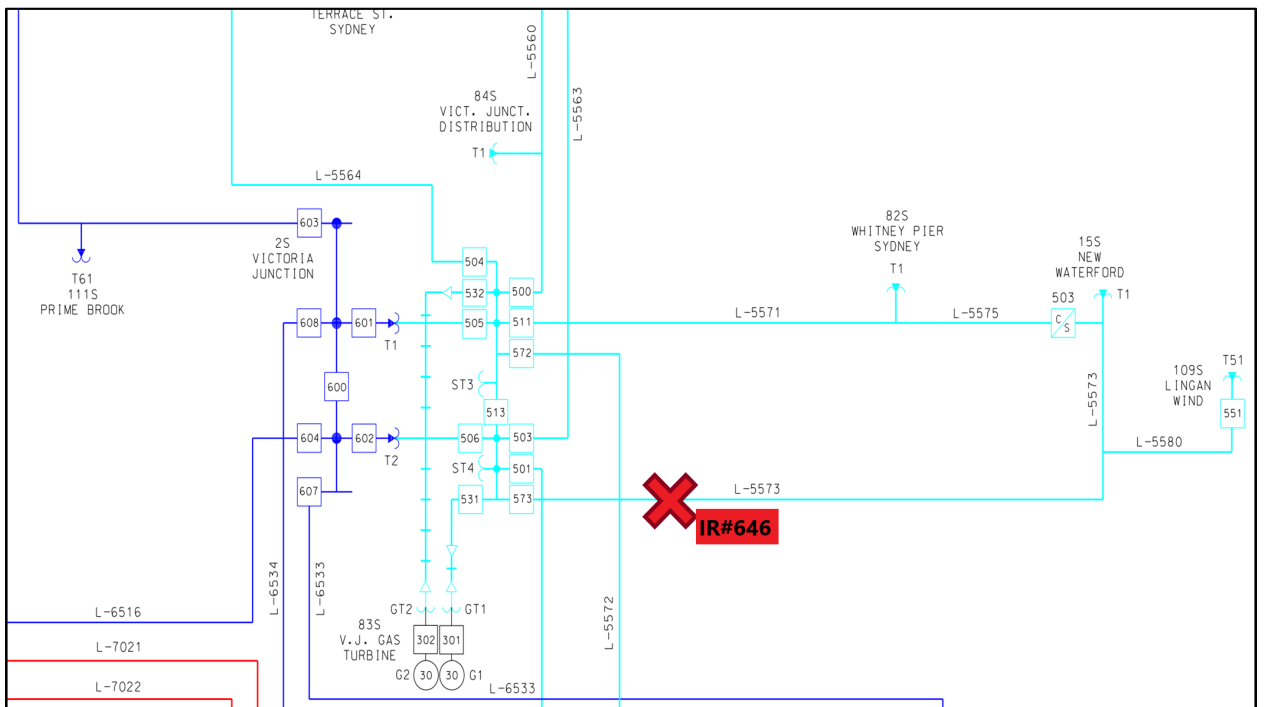 TERRACE ST.
SYDNEY
L-5560
L-5563
84S
VICT. JUNCT.
DISTRIBUTION
T1
L-5564
603
2S
VICTORIA
JUNCTION
T61
111S
PRIME BROOK
504
532
500
608
601
T1
505
511
572
L-5571
82S
WHITNEY PIER
SYDNEY
T1
L-5575
15S
NEW
WATERFORD
T1
503
C/S
600
ST3
513
L-5573
109S
LINGAN
WIND
T51
551
L-5580
604
602
T2
506
503
ST4
501
607
531
573
L-5573
IR#646
L-6534
L-6533
L-5572
L-6516
L-7021
L-7022
GT2
GT1
83S
V.J. GAS
TURBINE
302
301
G2
30
30
G1
L-6533